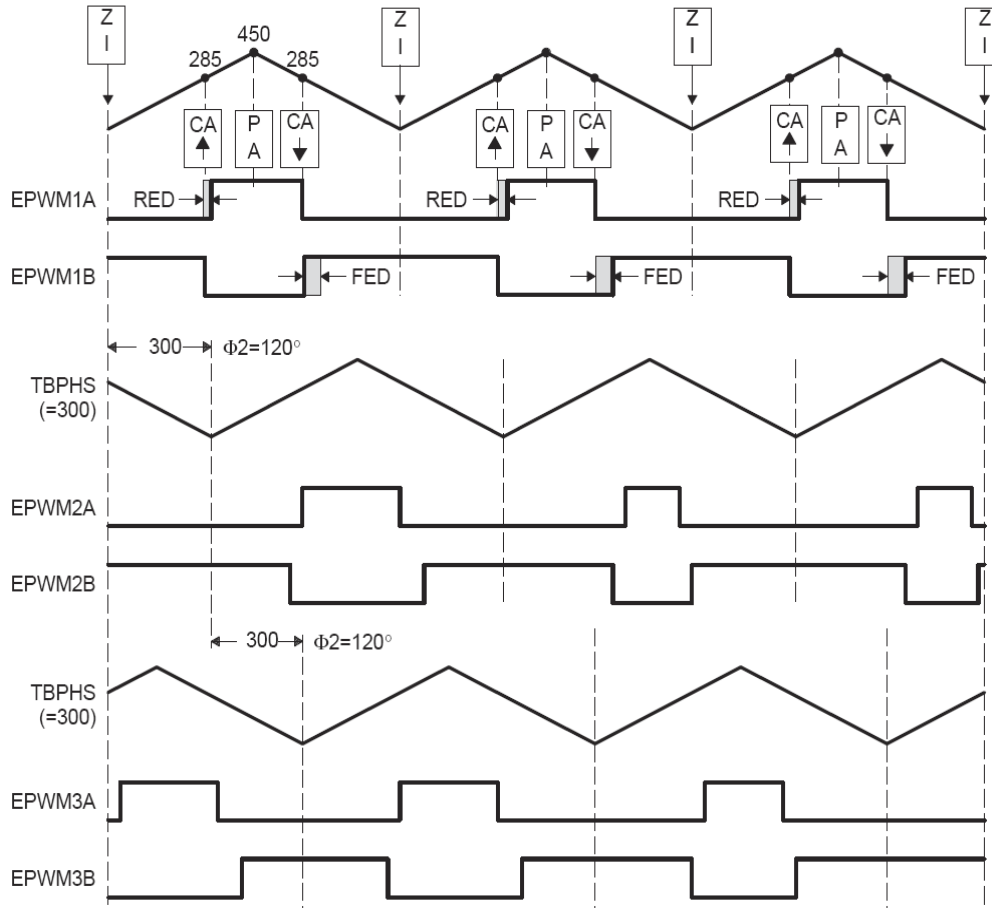 Z
I
Z
I
Z
I
Z
I
450
285
285
CA
P
A
CA
CA
P
A
CA
CA
P
A
CA
EPWM1A
RED
RED
RED
EPWM1B
FED
FED
FED
300
Φ2=120°
TBPHS
(=300)
EPWM2A
EPWM2B
300
Φ2=120°
TBPHS
(=300)
EPWM3A
EPWM3B